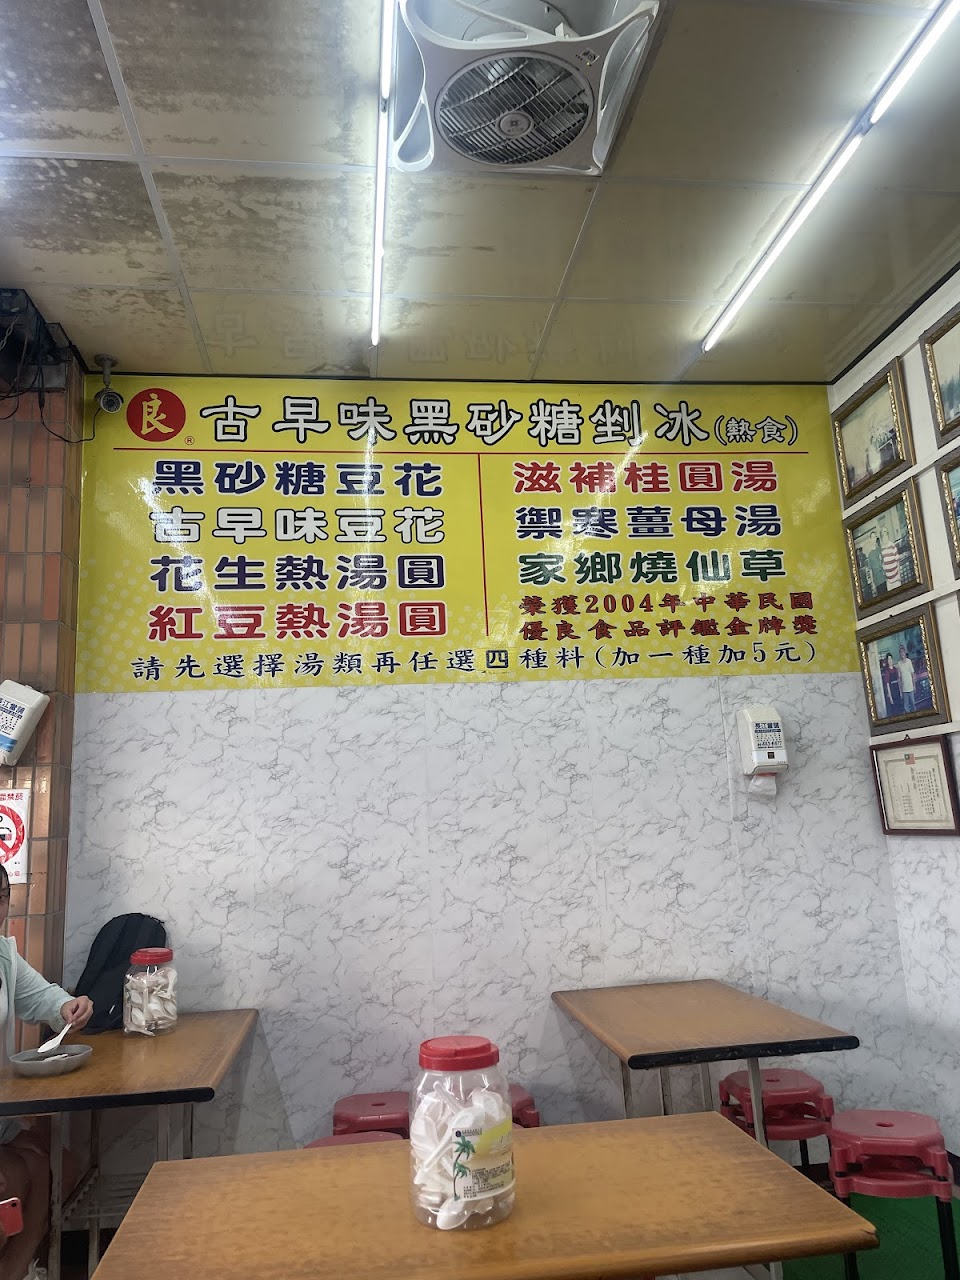 良® 古早味黑砂糖剉冰(熱食)
黑砂糖豆花
古早味豆花
花生熱湯圓
紅豆熱湯圓
滋補桂圓湯
禦寒薑母湯
家鄉燒仙草
榮獲2004年中華民國
優良食品評鑑金牌獎
請先選擇湯類再任選四種料(加一種加5元)